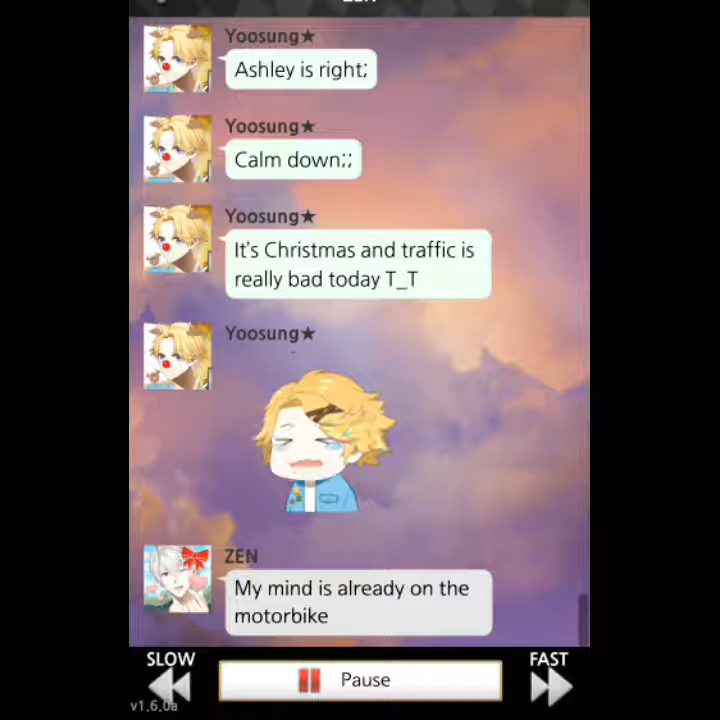 ZEN
Yoosung★
Ashley is right;
Yoosung★
Calm down;;
Yoosung★
It's Christmas and traffic is
really bad today T_T
Yoosung★
ZEN
My mind is already on the
motorbike
SLOW
Pause
FAST
v1.6.0a